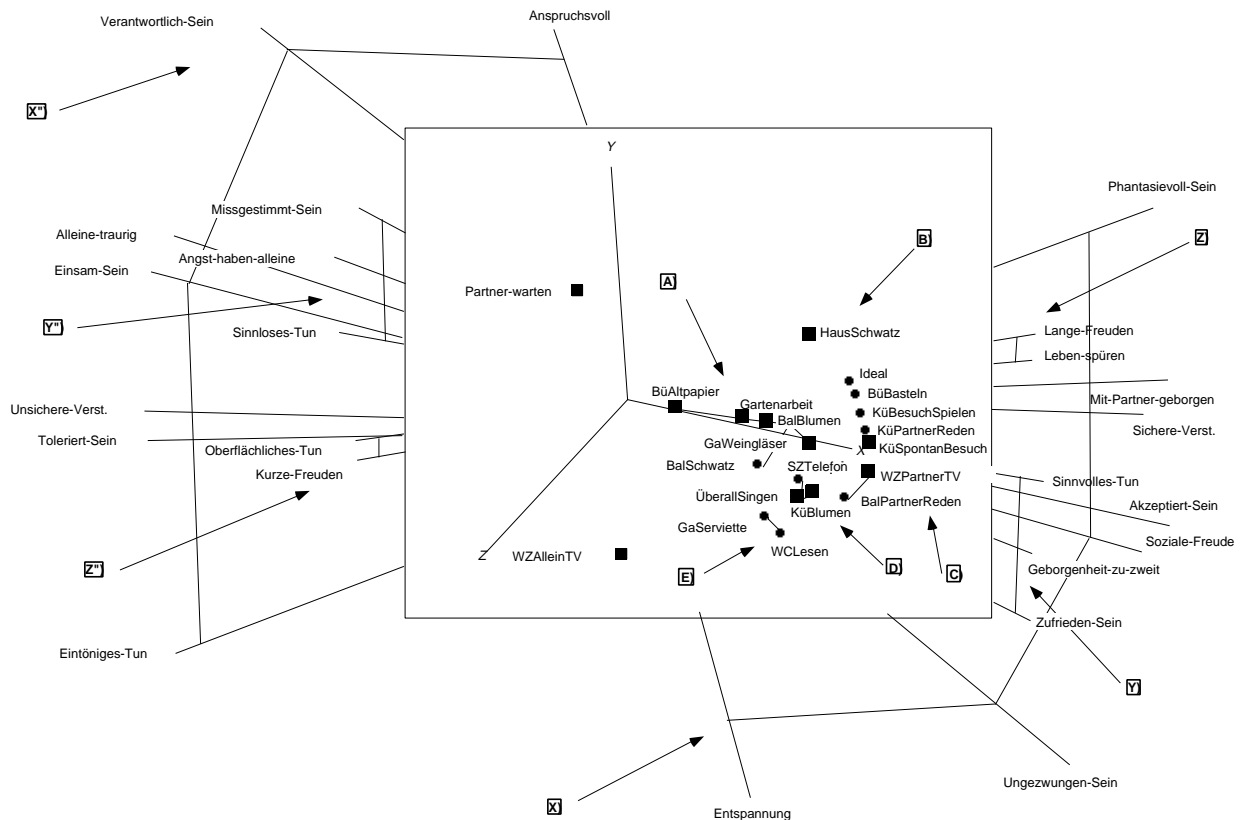 Anspruchsvoll
Verantwortlich-Sein
X")
Y
Phantasievoll-Sein
Missgestimmt-Sein
Alleine-traurig
B)
Z)
Angst-haben-alleine
Einsam-Sein
A)
Partner-warten
Y")
Sinnloses-Tun
HausSchwatz
Lange-Freuden
Leben-spüren
Ideal
BüAltpapier
BüBasteln
Mit-Partner-geborgen
Unsichere-Verst.
Gartenarbeit
KüBesuchSpielen
BalBlumen
KüPartnerReden
Sichere-Verst.
Toleriert-Sein
Oberflächliches-Tun
GaWeingläser
X
KüSpontanBesuch
Kurze-Freuden
BalSchwatz
SZTelefon
WZPartnerTV
Sinnvolles-Tun
ÜberallSingen
BalPartnerReden
Akzeptiert-Sein
KüBlumen
GaServiette
Soziale-Freude
Z
WZAlleinTV
WCLesen
Z")
E)
D)
C)
Geborgenheit-zu-zweit
Zufrieden-Sein
Eintöniges-Tun
Y)
X)
Ungezwungen-Sein
Entspannung